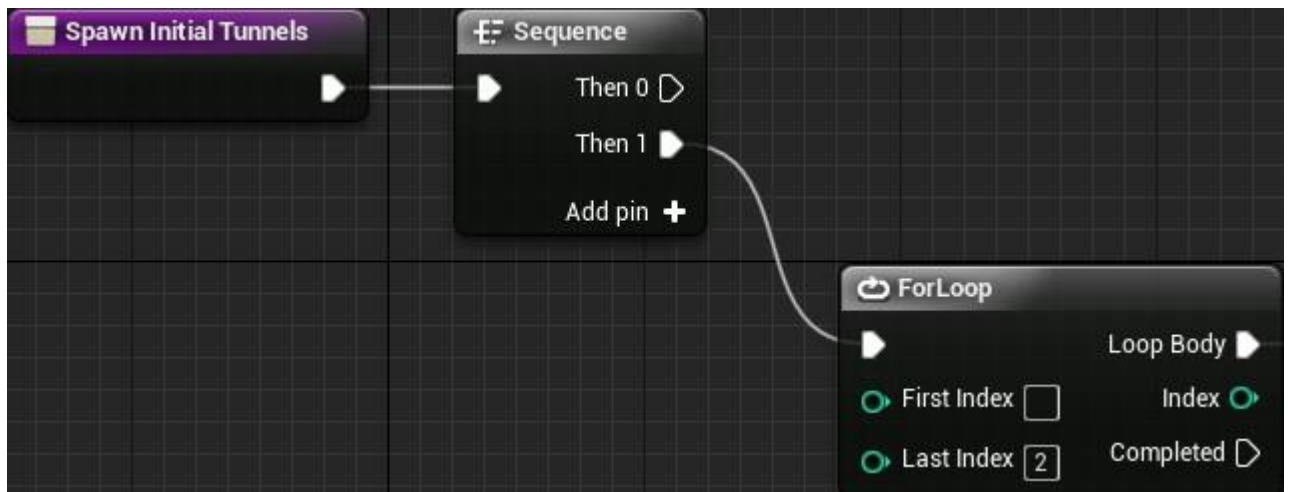 Spawn Initial Tunnels
Sequence
Then 0
Then 1
Add pin
ForLoop
Loop Body
First Index
Index
Last Index 2
Completed